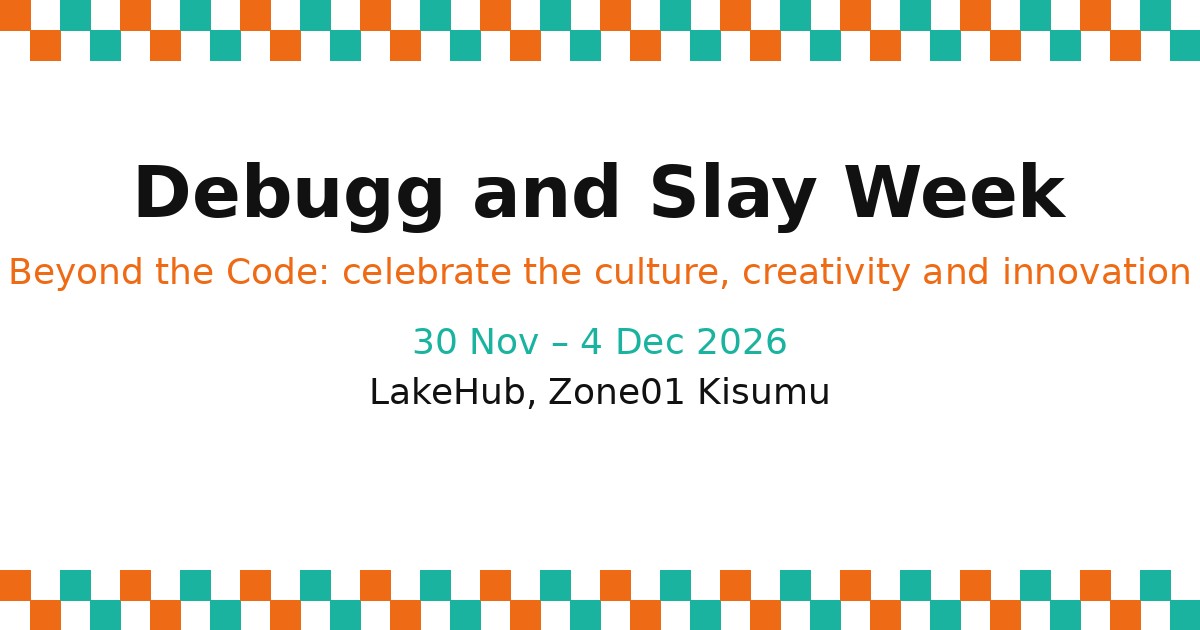 Debugg and Slay Week
Beyond the Code: celebrate the culture, creativity and innovation
30 Nov – 4 Dec 2026
LakeHub, Zone01 Kisumu